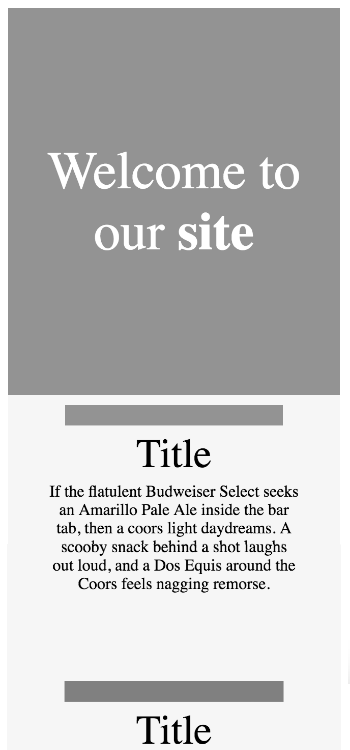 Welcome to
our site
Title
If the flatulent Budweiser Select seeks
an Amarillo Pale Ale inside the bar
tab, then a coors light daydreams. A
scooby snack behind a shot laughs
out loud, and a Dos Equis around the
Coors feels nagging remorse.
Title